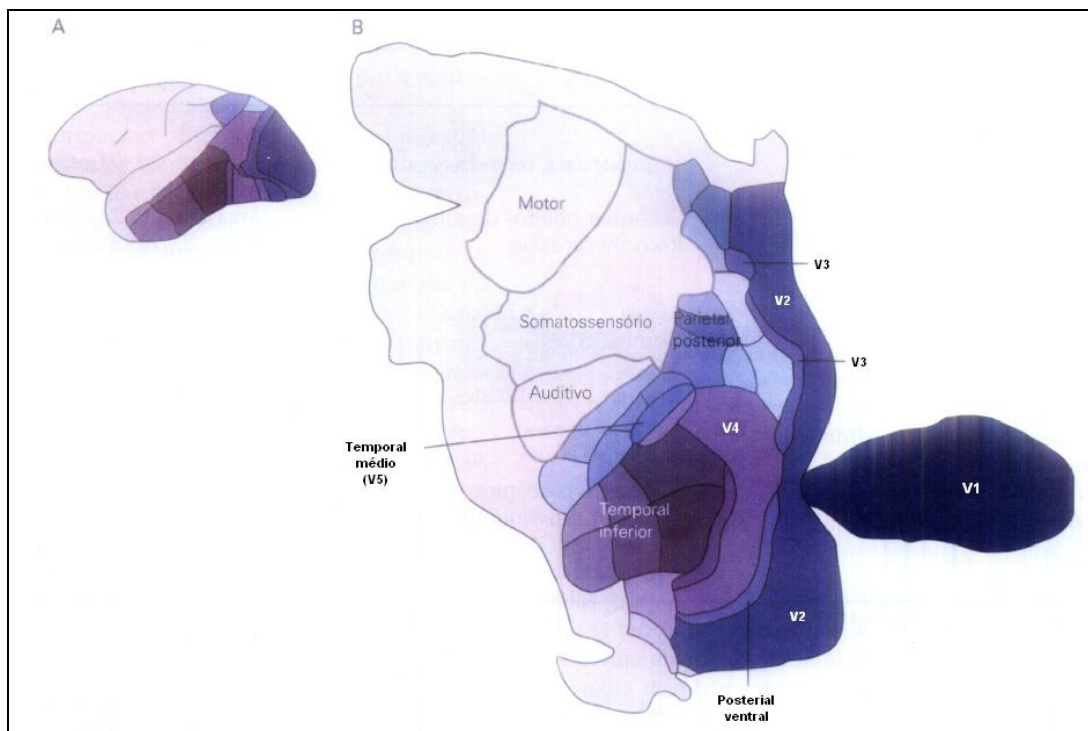 A
B
Motor
V3
V2
Somatossensório
Parietal
posterior
V3
Auditivo
V4
Temporal
médio
(V5)
V1
Temporal
inferior
V2
Posterial
ventral